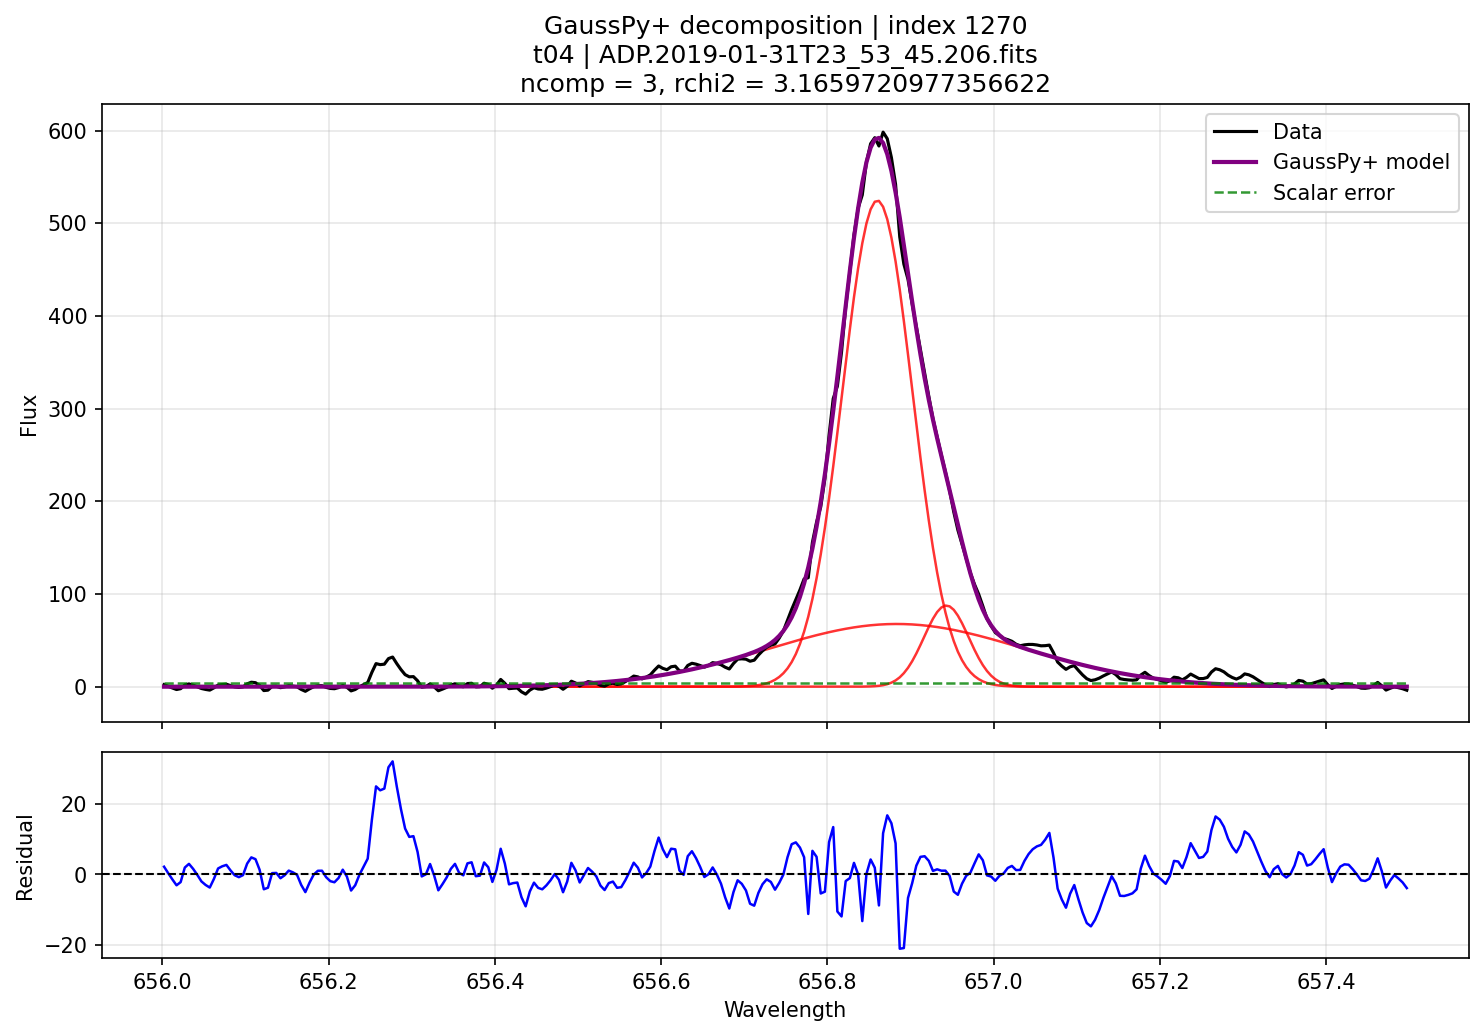 GaussPy+ decomposition | index 1270
t04 | ADP.2019-01-31T23_53_45.206.fits
ncomp = 3, rchi2 = 3.1659720977356622
Data
GaussPy+ model
Scalar error
Flux
600
500
400
300
200
100
0
Residual
20
0
−20
656.0
656.2
656.4
656.6
656.8
657.0
657.2
657.4
Wavelength